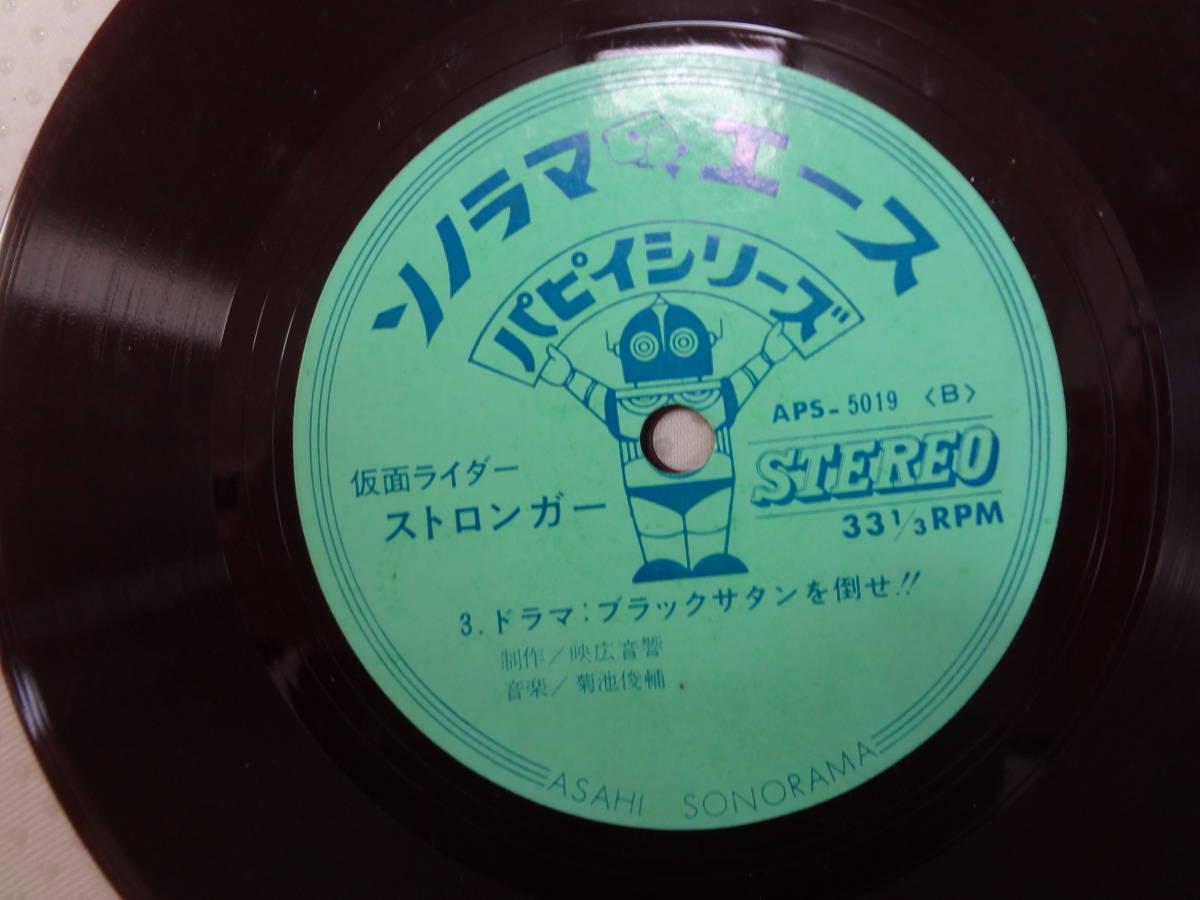 ソノラマエース
パピイシリーズ
APS-5019 〈B〉
STEREO
33 1/3 RPM
仮面ライダー
ストロンガー
3. ドラマ:ブラックサタンを倒せ!!
制作/映広音響
音楽/菊池俊輔
ASAHI SONORAMA